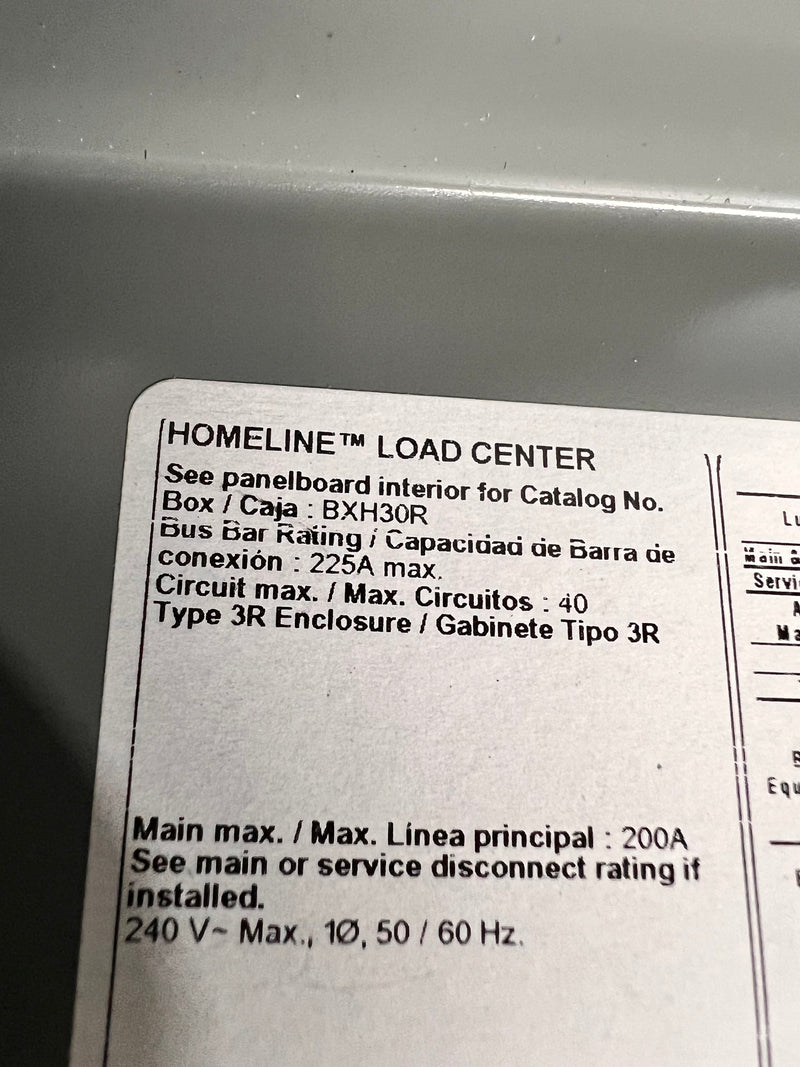 HOMELINE™ LOAD CENTER
See panelboard interior for Catalog No.
Box / Caja : BXH30R
Bus Bar Rating / Capacidad de Barra de
conexión : 225A max.
Circuit max. / Max. Circuitos : 40
Type 3R Enclosure / Gabinete Tipo 3R
Main max. / Max. Línea principal : 200A
See main or service disconnect rating if
installed.
240 V~ Max., 1Ø, 50 / 60 Hz.
Main